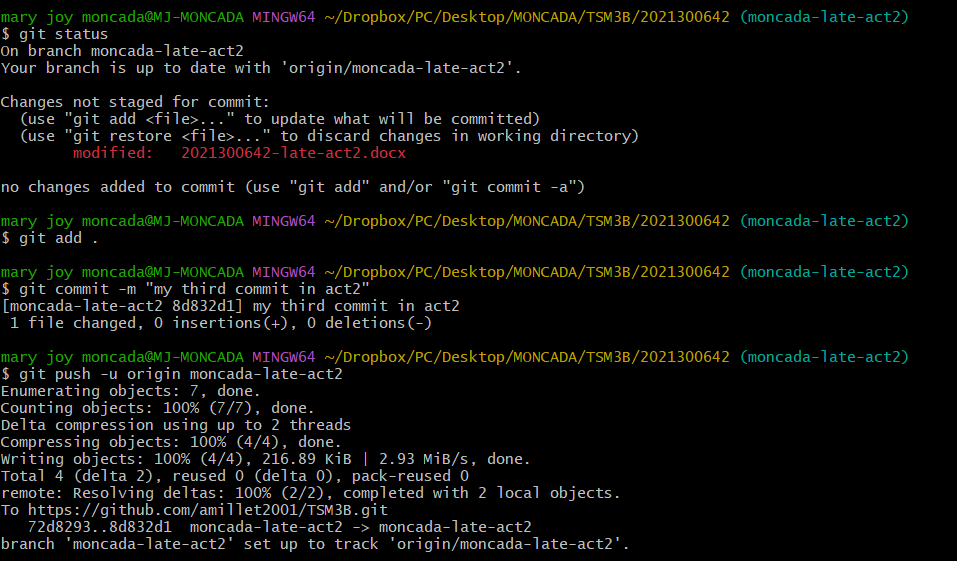 mary joy moncada@MJ-MONCADA MINGW64 ~/Dropbox/PC/Desktop/MONCADA/TSM3B/2021300642 (moncada-late-act2)
$ git status
On branch moncada-late-act2
Your branch is up to date with 'origin/moncada-late-act2'.

Changes not staged for commit:
  (use "git add <file>..." to update what will be committed)
  (use "git restore <file>..." to discard changes in working directory)
        modified:   2021300642-late-act2.docx

no changes added to commit (use "git add" and/or "git commit -a")

mary joy moncada@MJ-MONCADA MINGW64 ~/Dropbox/PC/Desktop/MONCADA/TSM3B/2021300642 (moncada-late-act2)
$ git add .

mary joy moncada@MJ-MONCADA MINGW64 ~/Dropbox/PC/Desktop/MONCADA/TSM3B/2021300642 (moncada-late-act2)
$ git commit -m "my third commit in act2"
[moncada-late-act2 8d832d1] my third commit in act2
 1 file changed, 0 insertions(+), 0 deletions(-)

mary joy moncada@MJ-MONCADA MINGW64 ~/Dropbox/PC/Desktop/MONCADA/TSM3B/2021300642 (moncada-late-act2)
$ git push -u origin moncada-late-act2
Enumerating objects: 7, done.
Counting objects: 100% (7/7), done.
Delta compression using up to 2 threads
Compressing objects: 100% (4/4), done.
Writing objects: 100% (4/4), 216.89 KiB | 2.93 MiB/s, done.
Total 4 (delta 2), reused 0 (delta 0), pack-reused 0
remote: Resolving deltas: 100% (2/2), completed with 2 local objects.
To https://github.com/amillet2001/TSM3B.git
   72d8293..8d832d1  moncada-late-act2 -> moncada-late-act2
branch 'moncada-late-act2' set up to track 'origin/moncada-late-act2'.